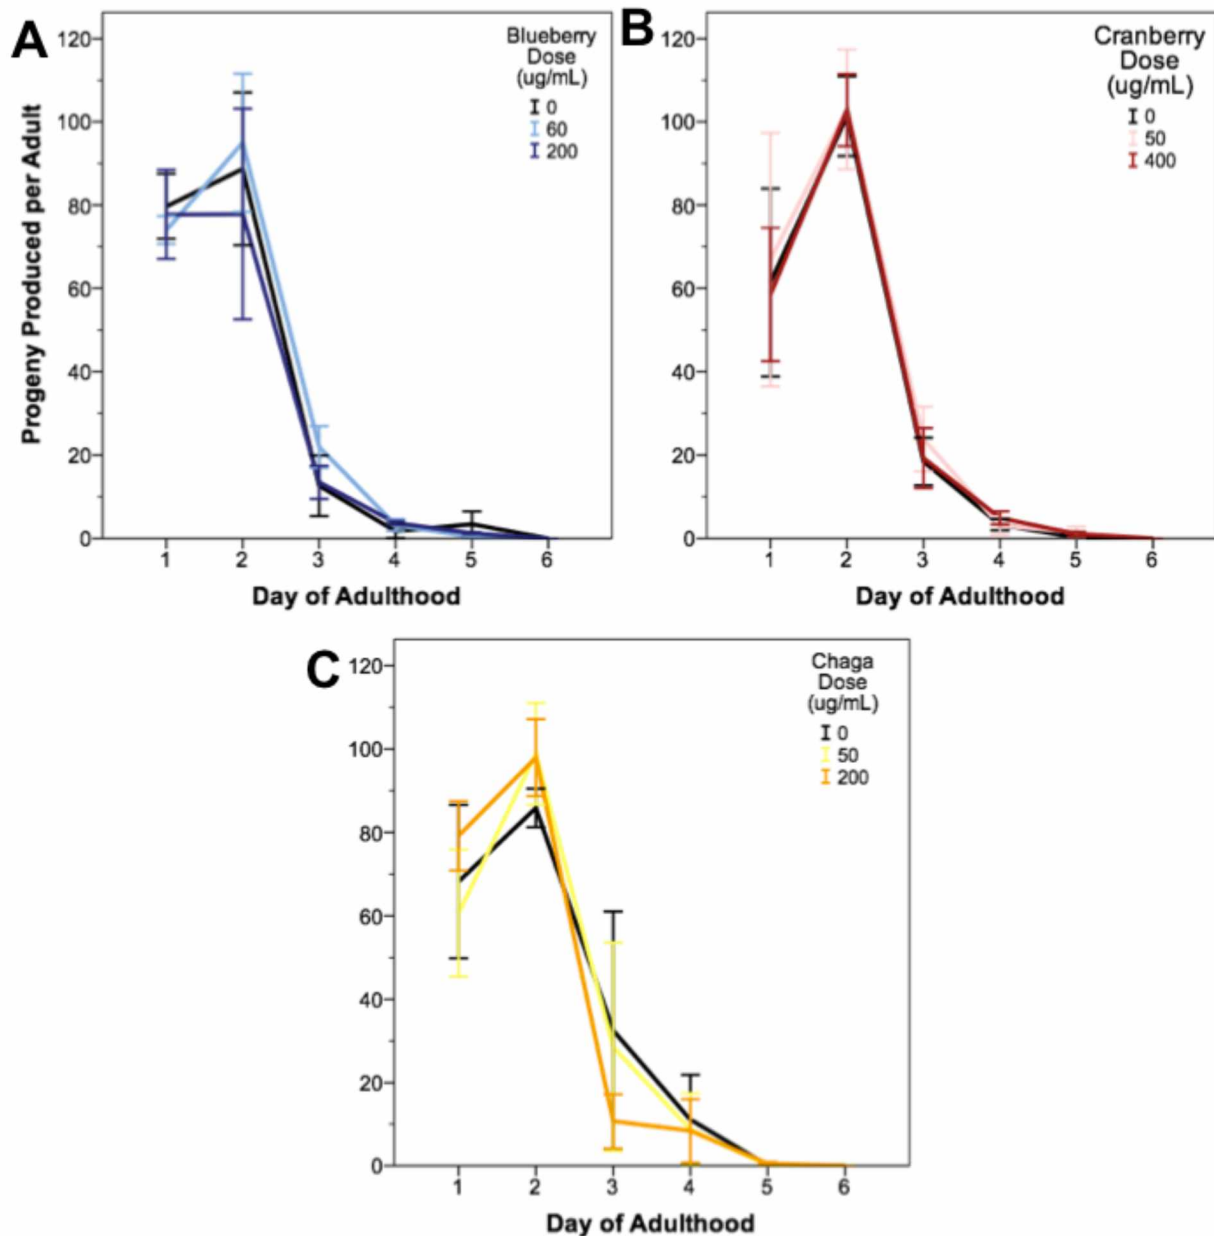 A
Blueberry
Dose
(ug/mL)
0
60
200
Progeny Produced per Adult
120
100
80
60
40
20
0
1 2 3 4 5 6
Day of Adulthood
B
Cranberry
Dose
(ug/mL)
0
50
400
120
100
80
60
40
20
0
1 2 3 4 5 6
Day of Adulthood
C
Chaga
Dose
(ug/mL)
0
50
200
120
100
80
60
40
20
0
1 2 3 4 5 6
Day of Adulthood